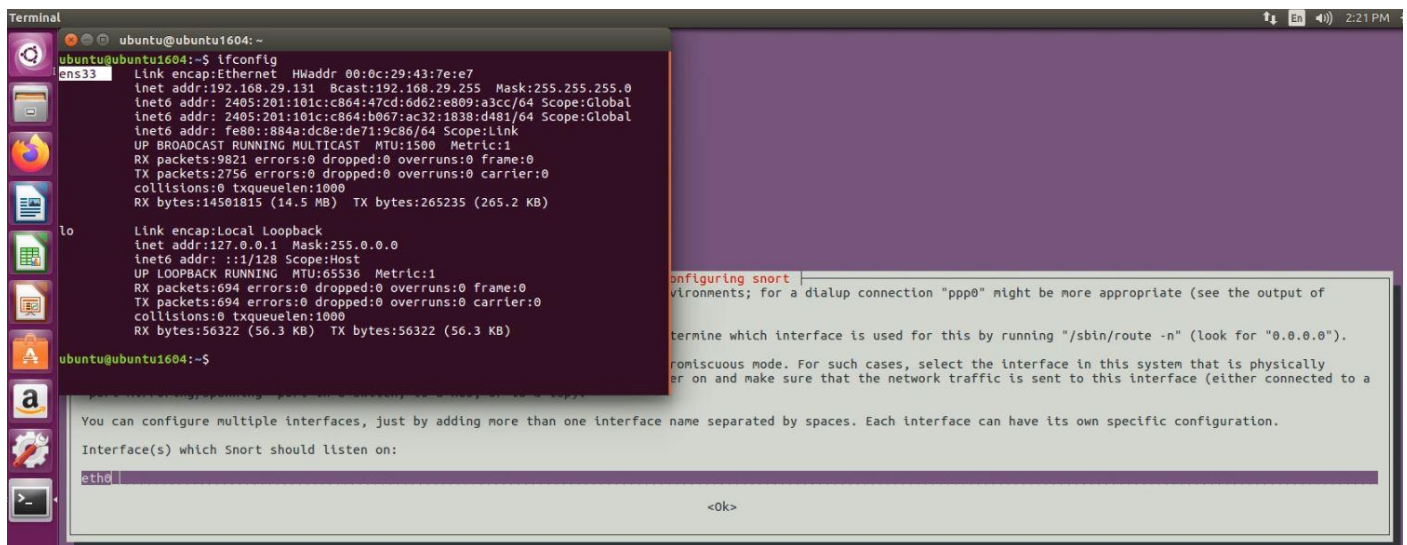 Terminal
En
2:21 PM
ubuntu@ubuntu1604: ~
ubuntu@ubuntu1604:~$ ifconfig
ens33 Link encap:Ethernet HWaddr 00:0c:29:43:7e:e7
inet addr:192.168.29.131 Bcast:192.168.29.255 Mask:255.255.255.0
inet6 addr: 2405:201:101c:c864:47cd:6d62:e809:a3cc/64 Scope:Global
inet6 addr: 2405:201:101c:c864:b067:ac32:1838:d481/64 Scope:Global
inet6 addr: fe80::884a:dc8e:de71:9c86/64 Scope:Link
UP BROADCAST RUNNING MULTICAST MTU:1500 Metric:1
RX packets:9821 errors:0 dropped:0 overruns:0 frame:0
TX packets:2756 errors:0 dropped:0 overruns:0 carrier:0
collisions:0 txqueuelen:1000
RX bytes:14501815 (14.5 MB) TX bytes:265235 (265.2 KB)
lo Link encap:Local Loopback
inet addr:127.0.0.1 Mask:255.0.0.0
inet6 addr: ::1/128 Scope:Host
UP LOOPBACK RUNNING MTU:65536 Metric:1
RX packets:694 errors:0 dropped:0 overruns:0 frame:0
TX packets:694 errors:0 dropped:0 overruns:0 carrier:0
collisions:0 txqueuelen:1000
RX bytes:56322 (56.3 KB) TX bytes:56322 (56.3 KB)
ubuntu@ubuntu1604:~$
onfiguring snort
vironments; for a dialup connection "ppp0" might be more appropriate (see the output of
termine which interface is used for this by running "/sbin/route -n" (look for "0.0.0.0").
romiscuous mode. For such cases, select the interface in this system that is physically
er on and make sure that the network traffic is sent to this interface (either connected to a
You can configure multiple interfaces, just by adding more than one interface name separated by spaces. Each interface can have its own specific configuration.
Interface(s) which Snort should listen on:
eth0
<Ok>